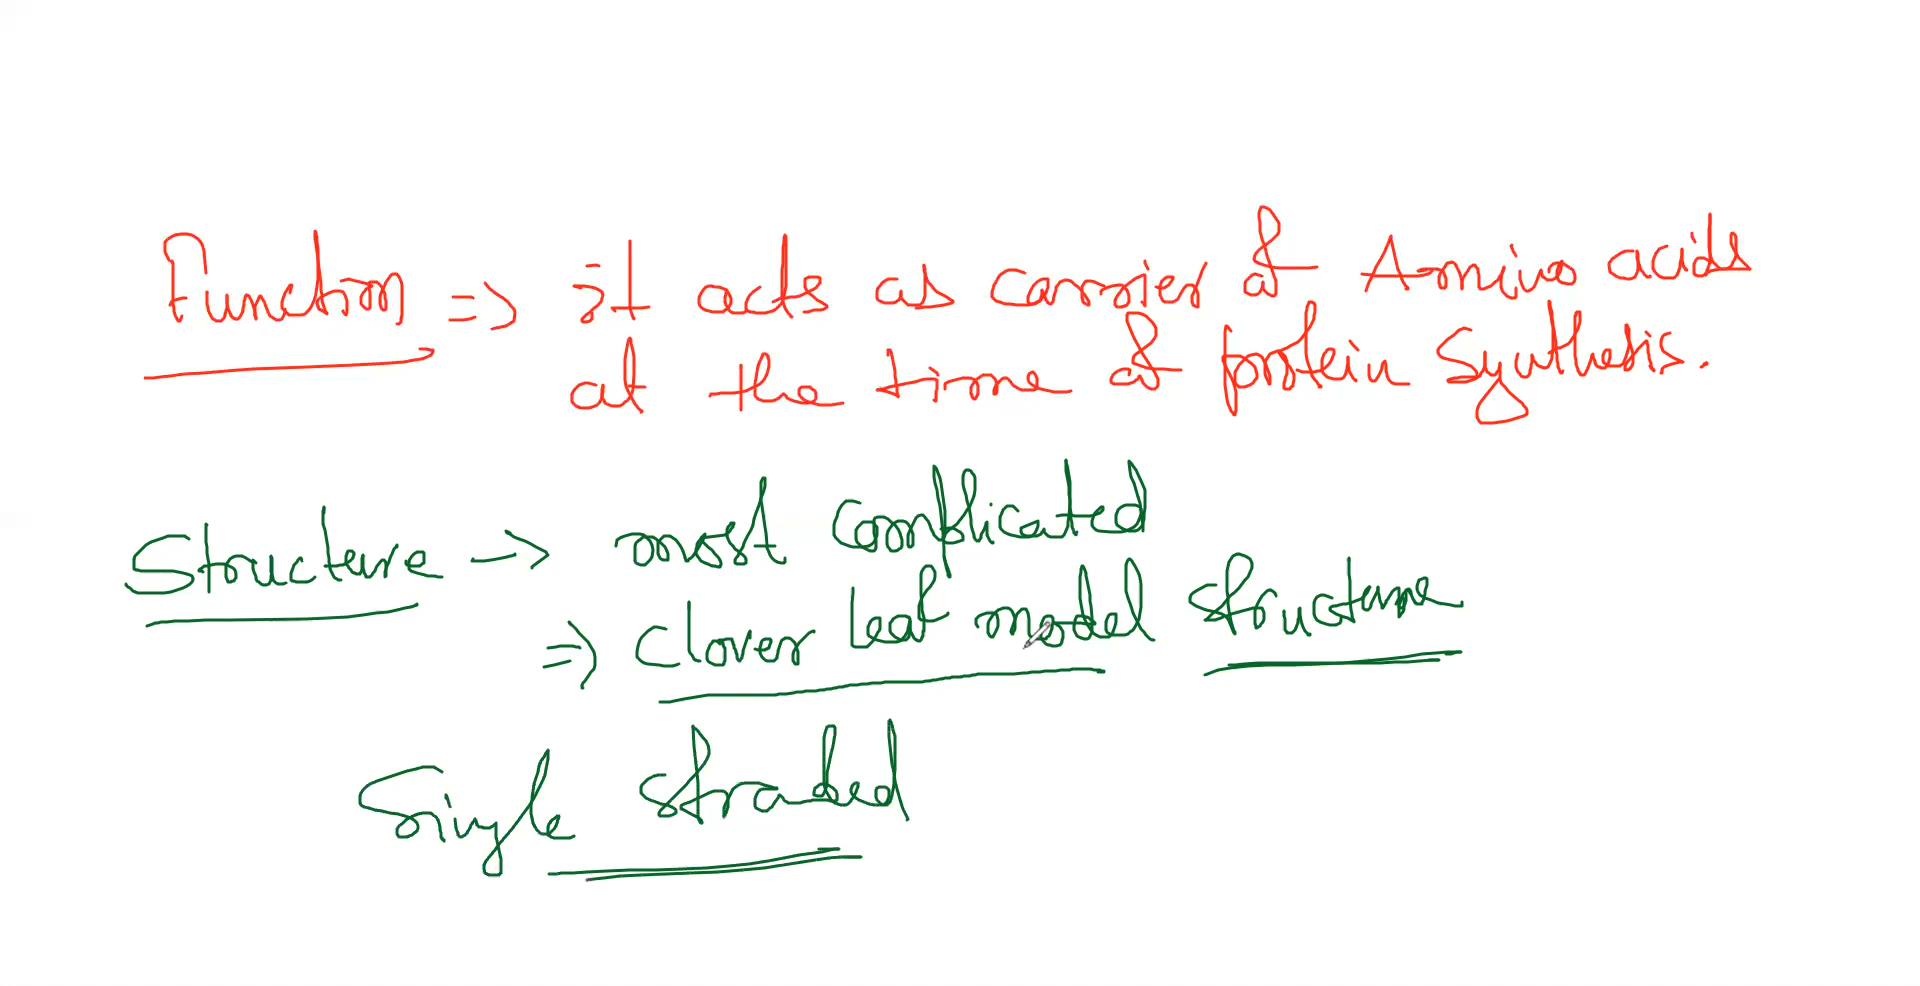 Function => it acts as carrier of Amino acids
at the time of protein Synthesis.
Structure -> most complicated
=> Clover leaf model structure
Single straded